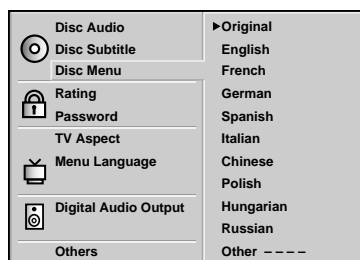 Disc Audio
Disc Subtitle
Disc Menu
Rating
Password
TV Aspect
Menu Language
Digital Audio Output
Others
►Original
English
French
German
Spanish
Italian
Chinese
Polish
Hungarian
Russian
Other – – – –